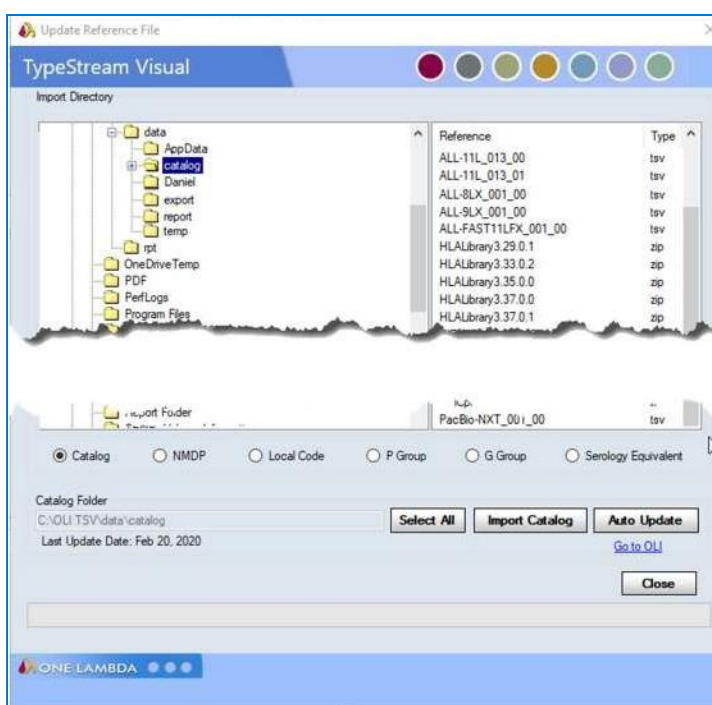 Update Reference File
TypeStream Visual
Import Directory
data
AppData
catalog
Daniel
export
report
temp
rpt
OneDriveTemp
PDF
PerfLogs
Program Files
Reference Type
ALL-11L_013_00 tsv
ALL-11L_013_01 tsv
ALL-8LX_001_00 tsv
ALL-9LX_001_00 tsv
ALL-FAST11LFX_001_00 tsv
HLALibrary3.29.0.1 zip
HLALibrary3.33.0.2 zip
HLALibrary3.35.0.0 zip
HLALibrary3.37.0.0 zip
HLALibrary3.37.0.1 zip
PacBio-NXT_001_00 tsv
Catalog NMDP Local Code P Group G Group Serology Equivalent
Catalog Folder
C:\OLI TSV\data\catalog Select All Import Catalog Auto Update
Last Update Date: Feb 20, 2020 Go to OLI
Close
ONE LAMBDA